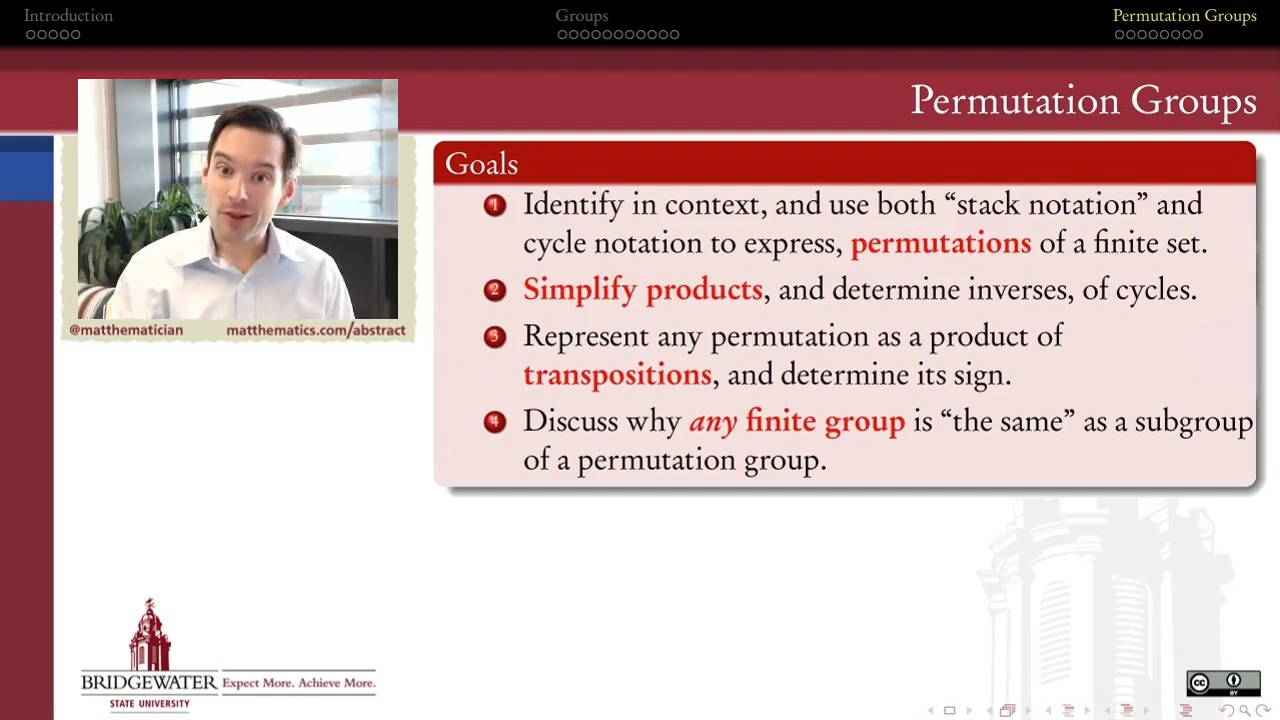 Introduction
Groups
Permutation Groups
Permutation Groups
@matthematician
matthematics.com/abstract
Goals
1 Identify in context, and use both “stack notation” and
cycle notation to express, permutations of a finite set.
2 Simplify products, and determine inverses, of cycles.
3 Represent any permutation as a product of
transpositions, and determine its sign.
4 Discuss why any finite group is “the same” as a subgroup
of a permutation group.
BRIDGEWATER
STATE UNIVERSITY
Expect More. Achieve More.
CC BY